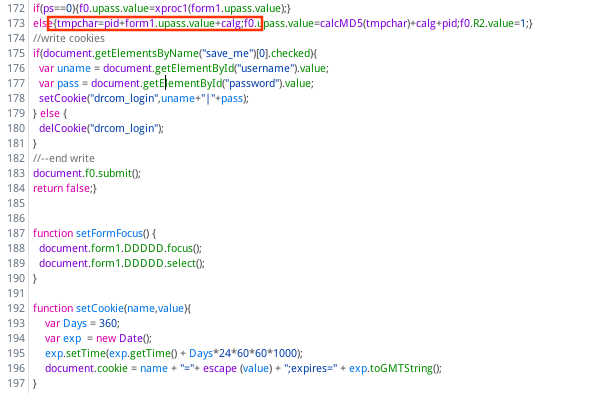 172 if(ps==0){f0.upass.value=xproc1(form1.upass.value);}
173 else{tmpchar=pid+form1.upass.value+calg;f0.upass.value=calcMD5(tmpchar)+calg+pid;f0.R2.value=1;}
174 //write cookies
175 if(document.getElementsByName("save_me")[0].checked){
176 var uname = document.getElementById("username").value;
177 var pass = document.getElementById("password").value;
178 setCookie("drcom_login",uname+"|"+pass);
179 } else {
180 delCookie("drcom_login");
181 }
182 //--end write
183 document.f0.submit();
184 return false;}
185
186
187 function setFormFocus() {
188 document.form1.DDDDD.focus();
189 document.form1.DDDDD.select();
190 }
191
192 function setCookie(name,value){
193 var Days = 360;
194 var exp = new Date();
195 exp.setTime(exp.getTime() + Days*24*60*60*1000);
196 document.cookie = name + "="+ escape (value) + ";expires=" + exp.toGMTString();
197 }